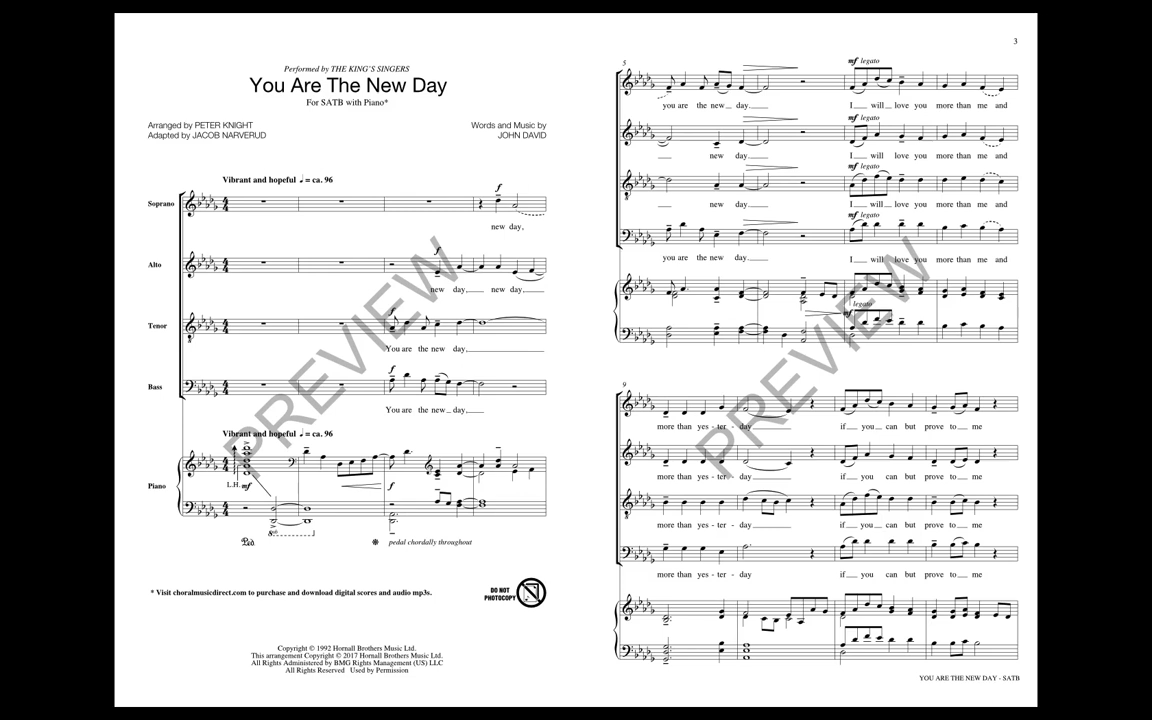 Performed by THE KING'S SINGERS
You Are The New Day
For SATB with Piano*
Arranged by PETER KNIGHT
Adapted by JACOB NARVERUD
Words and Music by
JOHN DAVID
Vibrant and hopeful ♩ = ca. 96
Soprano
f
new day,
Alto
f
new day, new day,
Tenor
f
You are the new day,
Bass
f
You are the new day,
Vibrant and hopeful ♩ = ca. 96
Piano
L.H. mf
f
8vb
Ped. pedal chordally throughout
* Visit choralmusicdirect.com to purchase and download digital scores and audio mp3s.
DO NOT
PHOTOCOPY
Copyright © 1992 Hornall Brothers Music Ltd.
This arrangement Copyright © 2017 Hornall Brothers Music Ltd.
All Rights Administered by BMG Rights Management (US) LLC
All Rights Reserved Used by Permission
PREVIEW
3
5
mf legato
you are the new day. I will love you more than me and
mf legato
new day. I will love you more than me and
mf legato
new day. I will love you more than me and
mf legato
you are the new day. I will love you more than me and
mf legato
9
more than yes - ter - day if you can but prove to me
more than yes - ter - day if you can but prove to me
more than yes - ter - day if you can but prove to me
more than yes - ter - day if you can but prove to me
PREVIEW
YOU ARE THE NEW DAY - SATB